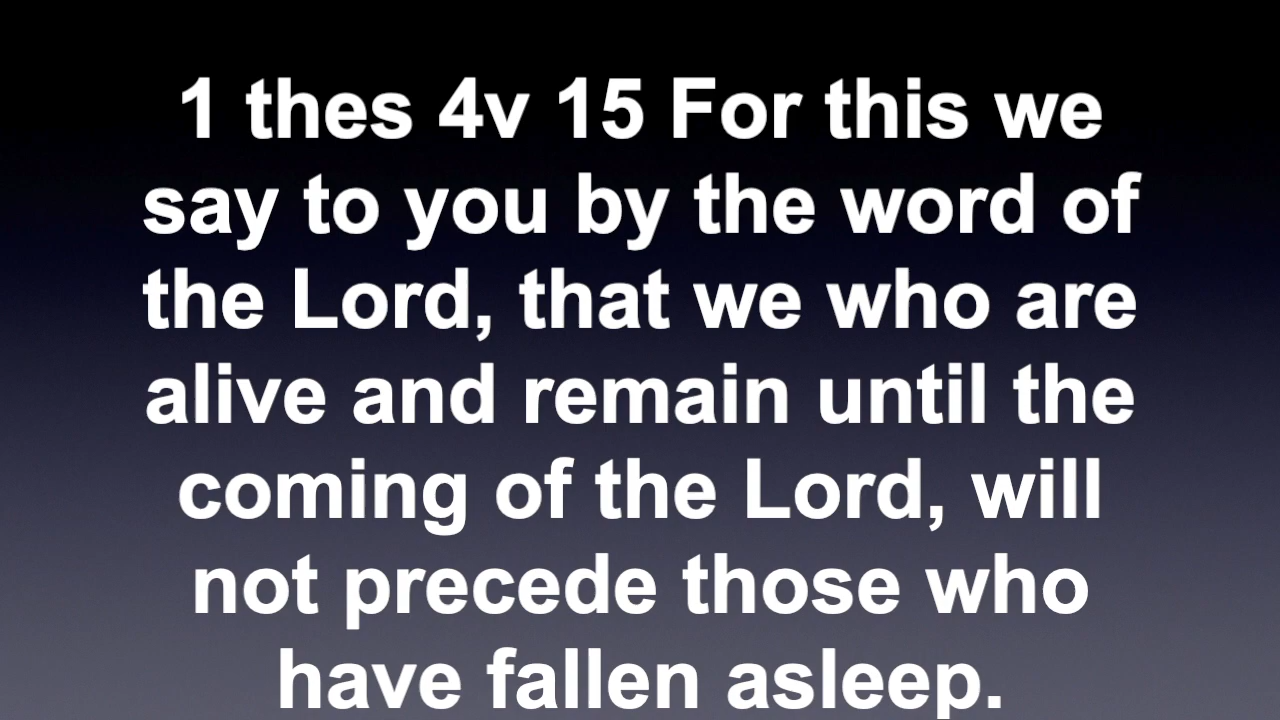 1 thes 4v 15 For this we
say to you by the word of
the Lord, that we who are
alive and remain until the
coming of the Lord, will
not precede those who
have fallen asleep.